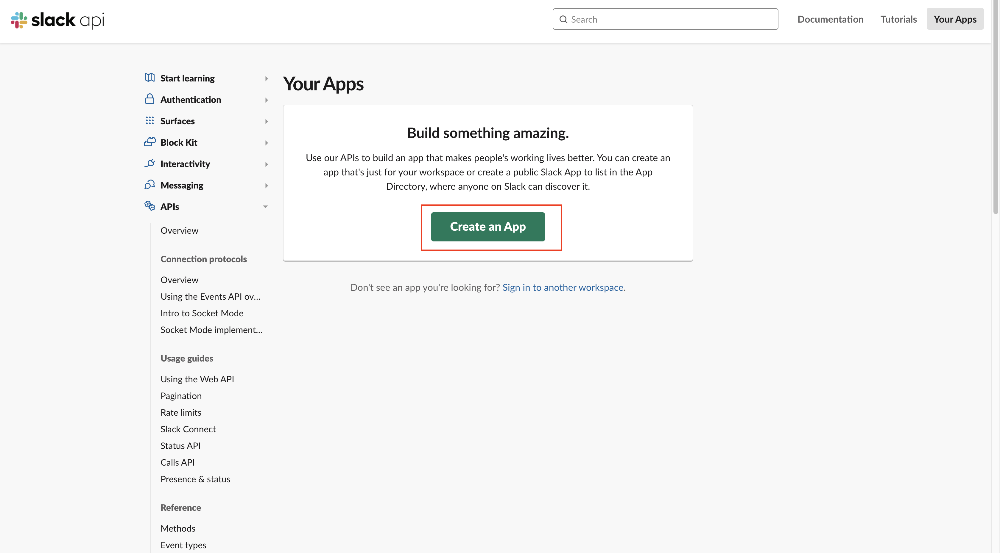 slack api
Search
Documentation
Tutorials
Your Apps
Start learning
Authentication
Surfaces
Block Kit
Interactivity
Messaging
APIs
Overview
Connection protocols
Overview
Using the Events API ov...
Intro to Socket Mode
Socket Mode implement...
Usage guides
Using the Web API
Pagination
Rate limits
Slack Connect
Status API
Calls API
Presence & status
Reference
Methods
Event types
Your Apps
Build something amazing.
Use our APIs to build an app that makes people's working lives better. You can create an
app that's just for your workspace or create a public Slack App to list in the App
Directory, where anyone on Slack can discover it.
Create an App
Don't see an app you're looking for? Sign in to another workspace.